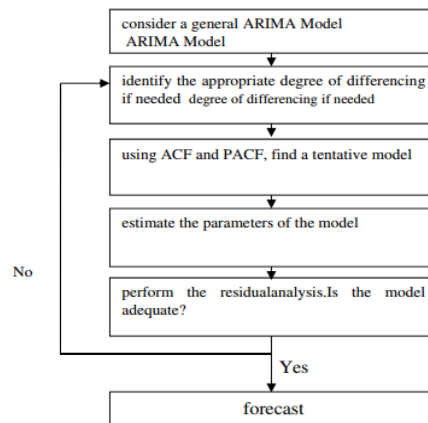 consider a general ARIMA Model
ARIMA Model
identify the appropriate degree of differencing
if needed degree of differencing if needed
using ACF and PACF, find a tentative model
estimate the parameters of the model
No
perform the residualanalysis.Is the model
adequate?
Yes
forecast